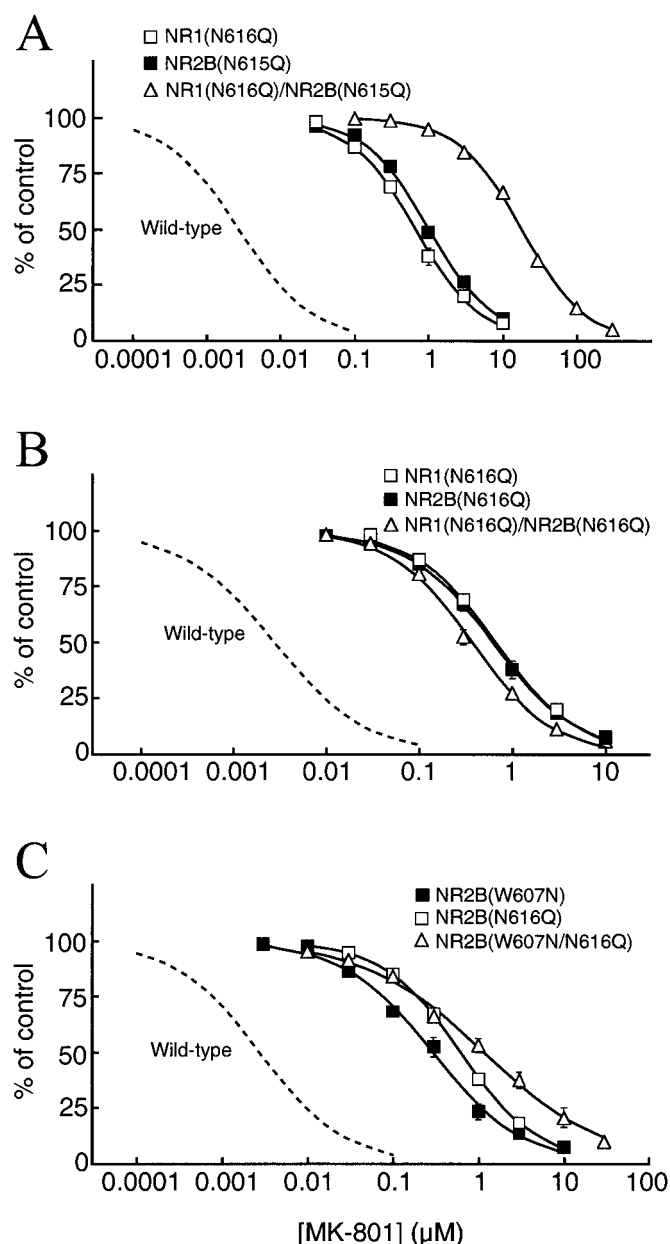 A
NR1(N616Q)
NR2B(N615Q)
NR1(N616Q)/NR2B(N615Q)
% of control
100
75
50
25
0
Wild-type
0.0001 0.001 0.01 0.1 1 10 100
B
NR1(N616Q)
NR2B(N616Q)
NR1(N616Q)/NR2B(N616Q)
% of control
100
75
50
25
0
Wild-type
0.0001 0.001 0.01 0.1 1 10
C
NR2B(W607N)
NR2B(N616Q)
NR2B(W607N/N616Q)
% of control
100
75
50
25
0
Wild-type
0.0001 0.001 0.01 0.1 1 10 100
[MK-801] (μM)